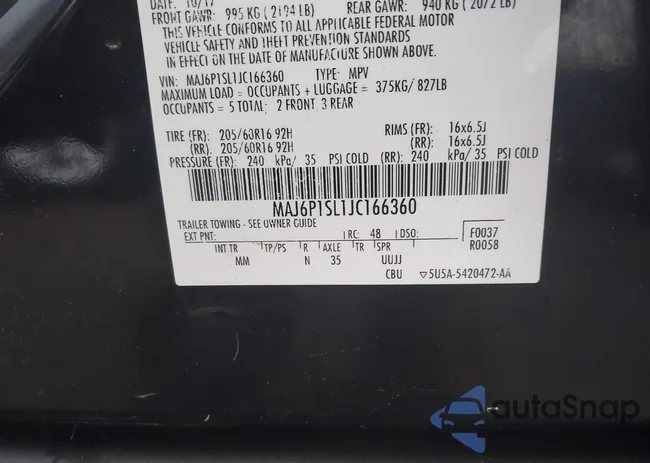 DATE: 10/17
FRONT GAWR: 995 KG ( 2194 LB) REAR GAWR: 940 KG ( 2072 LB)
THIS VEHICLE CONFORMS TO ALL APPLICABLE FEDERAL MOTOR
VEHICLE SAFETY AND THEFT PREVENTION STANDARDS
IN EFFECT ON THE DATE OF MANUFACTURE SHOWN ABOVE.
VIN: MAJ6P1SL1JC166360 TYPE: MPV
MAXIMUM LOAD = OCCUPANTS + LUGGAGE = 375KG/ 827LB
OCCUPANTS = 5 TOTAL; 2 FRONT, 3 REAR
TIRE (FR): 205/60R16 92H RIMS (FR): 16x6.5J
(RR): 205/60R16 92H (RR): 16x6.5J
PRESSURE (FR): 240 kPa/ 35 PSI COLD (RR): 240 kPa/ 35 PSI COLD
MAJ6P1SL1JC166360
TRAILER TOWING - SEE OWNER GUIDE
EXT PNT: RC: 48 DSO: F0037
R0058
INT TR TP/PS R AXLE TR SPR
MM N 35 UUJJ
CBU ▽5U5A-5420472-AA
autoSnap